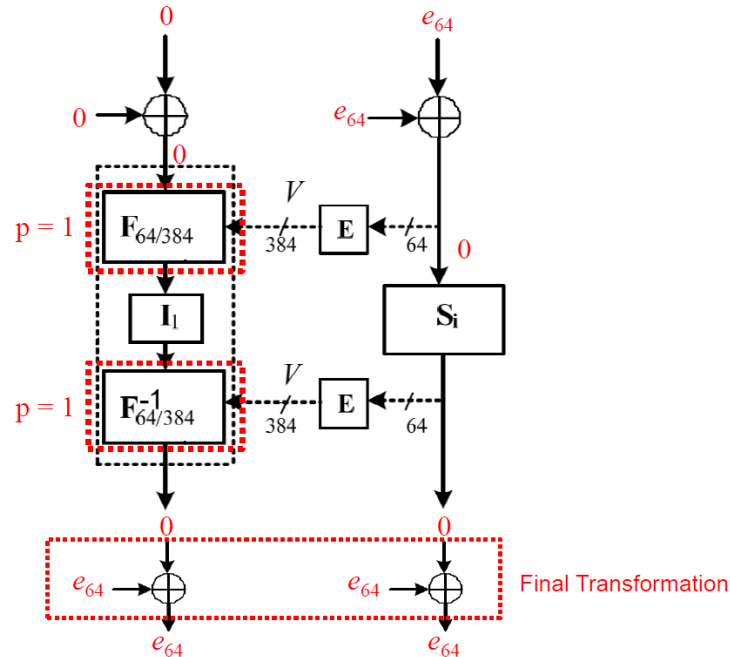 0 e64
0 e64
0
p = 1 F64/384 V 384 E 64 0
I1 Si
p = 1 F-1 64/384 V 384 E 64
0 0
e64 e64 Final Transformation
e64 e64